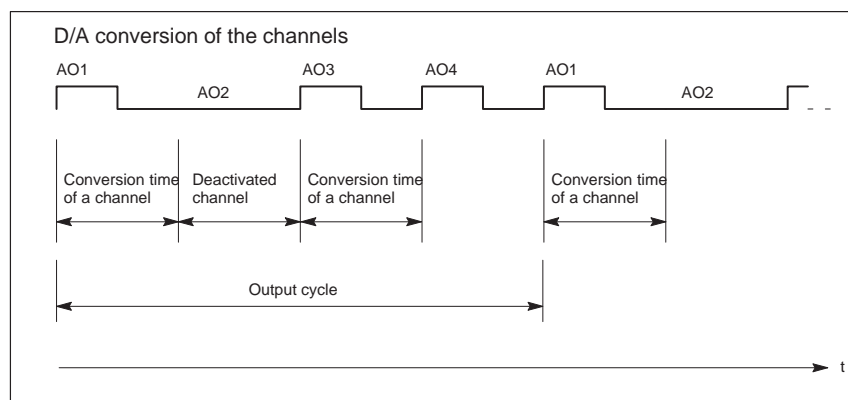 D/A conversion of the channels
AO1
AO2
AO3
AO4
AO1
AO2
Conversion time
of a channel
Deactivated
channel
Conversion time
of a channel
Conversion time
of a channel
Output cycle
t